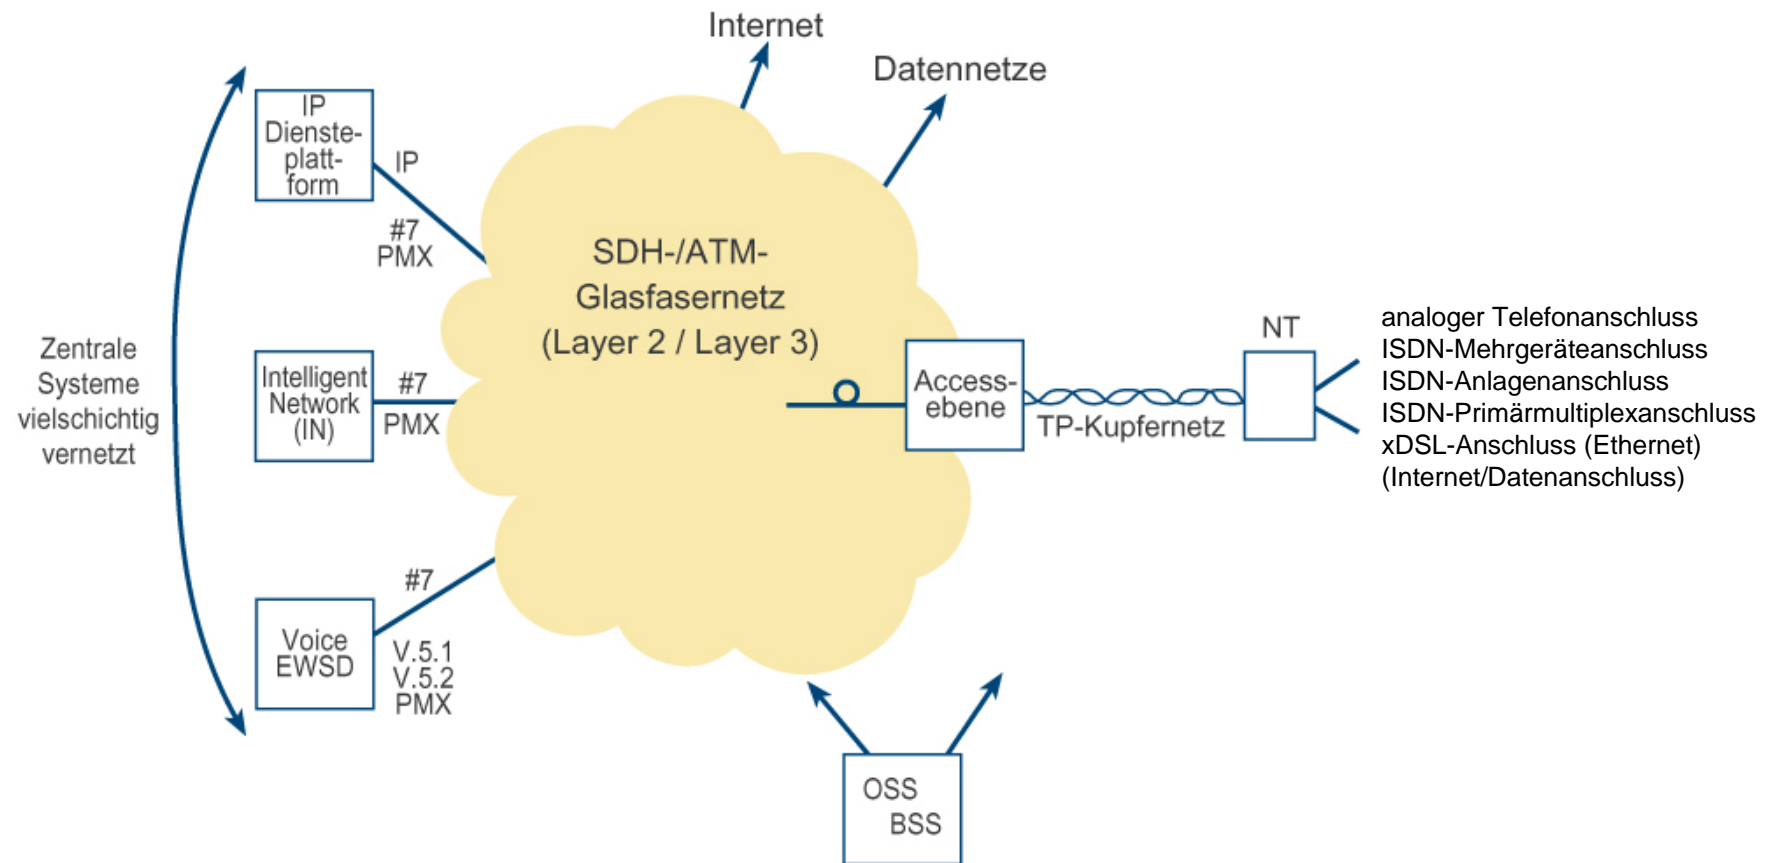 Internet
Datennetze
IP
Dienste-
platt-
form
IP
#7
PMX
SDH-/ATM-
Glasfasernetz
(Layer 2 / Layer 3)
Zentrale
Systeme
vielschichtig
vernetzt
Intelligent
Network
(IN)
#7
PMX
Access-
ebene
TP-Kupfernetz
NT
analoger Telefonanschluss
ISDN-Mehrgeräteanschluss
ISDN-Anlagenanschluss
ISDN-Primärmultiplexanschluss
xDSL-Anschluss (Ethernet)
(Internet/Datenanschluss)
Voice
EWSD
#7
V.5.1
V.5.2
PMX
OSS
BSS